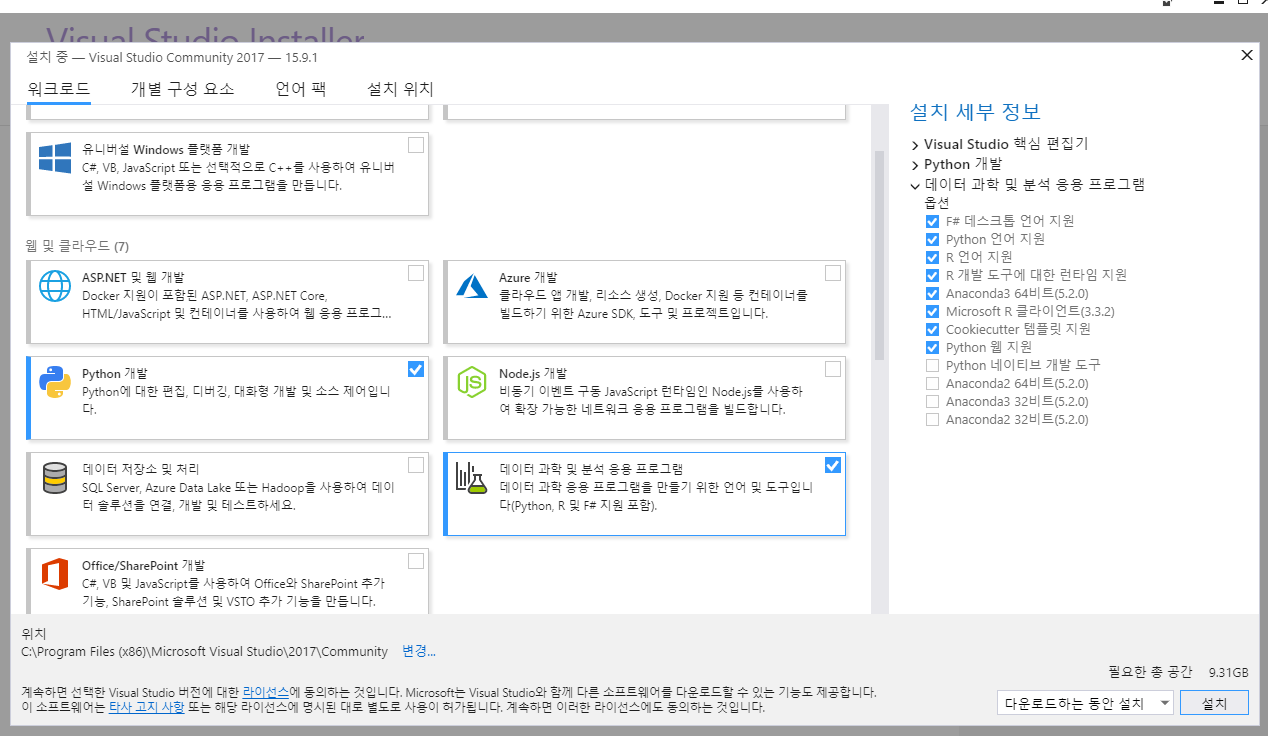 Visual Studio Installer
설치 중 — Visual Studio Community 2017 — 15.9.1
워크로드
개별 구성 요소
언어 팩
설치 위치
유니버설 Windows 플랫폼 개발
C#, VB, JavaScript 또는 선택적으로 C++를 사용하여 유니버
설 Windows 플랫폼용 응용 프로그램을 만듭니다.
웹 및 클라우드 (7)
ASP.NET 및 웹 개발
Docker 지원이 포함된 ASP.NET, ASP.NET Core,
HTML/JavaScript 및 컨테이너를 사용하여 웹 응용 프로그...
Azure 개발
클라우드 앱 개발, 리소스 생성, Docker 지원 등 컨테이너를
빌드하기 위한 Azure SDK, 도구 및 프로젝트입니다.
Python 개발
Python에 대한 편집, 디버깅, 대화형 개발 및 소스 제어입니
다.
Node.js 개발
비동기 이벤트 구동 JavaScript 런타임인 Node.js를 사용하
여 확장 가능한 네트워크 응용 프로그램을 빌드합니다.
데이터 저장소 및 처리
SQL Server, Azure Data Lake 또는 Hadoop을 사용하여 데이
터 솔루션을 연결, 개발 및 테스트하세요.
데이터 과학 및 분석 응용 프로그램
데이터 과학 응용 프로그램을 만들기 위한 언어 및 도구입니
다(Python, R 및 F# 지원 포함).
Office/SharePoint 개발
C#, VB 및 JavaScript를 사용하여 Office와 SharePoint 추가
기능, SharePoint 솔루션 및 VSTO 추가 기능을 만듭니다.
설치 세부 정보
Visual Studio 핵심 편집기
Python 개발
데이터 과학 및 분석 응용 프로그램
옵션
F# 데스크톱 언어 지원
Python 언어 지원
R 언어 지원
R 개발 도구에 대한 런타임 지원
Anaconda3 64비트(5.2.0)
Microsoft R 클라이언트(3.3.2)
Cookiecutter 템플릿 지원
Python 웹 지원
Python 네이티브 개발 도구
Anaconda2 64비트(5.2.0)
Anaconda3 32비트(5.2.0)
Anaconda2 32비트(5.2.0)
위치
C:\Program Files (x86)\Microsoft Visual Studio\2017\Community 변경...
필요한 총 공간 9.31GB
계속하면 선택한 Visual Studio 버전에 대한 라이선스에 동의하는 것입니다. Microsoft는 Visual Studio와 함께 다른 소프트웨어를 다운로드할 수 있는 기능도 제공합니다.
이 소프트웨어는 타사 고지 사항 또는 해당 라이선스에 명시된 대로 별도로 사용이 허가됩니다. 계속하면 이러한 라이선스에도 동의하는 것입니다.
다운로드하는 동안 설치
설치